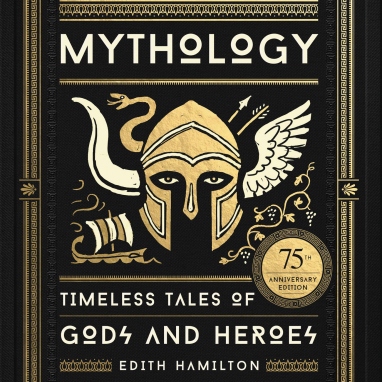 MYTHOLOGY
75TH
ANNIVERSARY
EDITION
TIMELESS TALES OF
GODS AND HEROES
EDITH HAMILTON